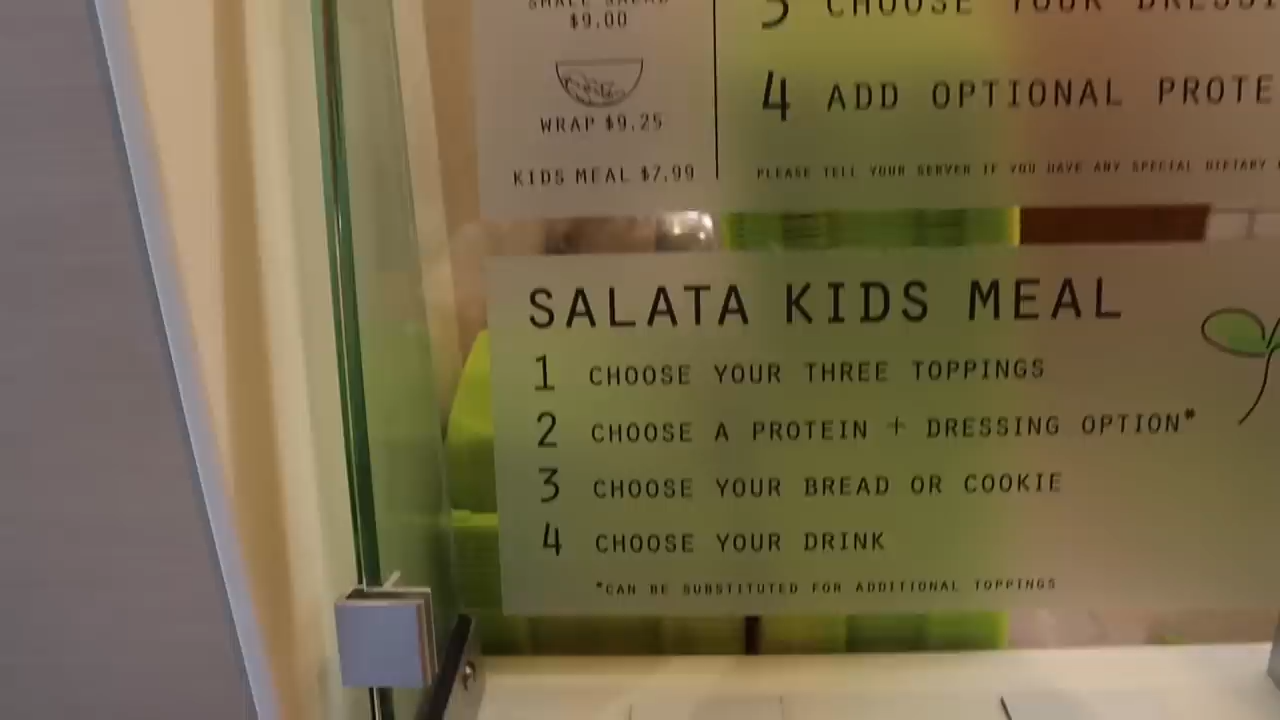 SMALL SALAD
$9.00
WRAP $9.25
KIDS MEAL $7.99
3 CHOOSE YOUR
4 ADD OPTIONAL
PLEASE TELL YOUR SERVER IF YOU HAVE ANY SPECIAL DIETARY
SALATA KIDS MEAL
1 CHOOSE YOUR THREE TOPPINGS
2 CHOOSE A PROTEIN + DRESSING OPTION*
3 CHOOSE YOUR BREAD OR COOKIE
4 CHOOSE YOUR DRINK
*CAN BE SUBSTITUTED FOR ADDITIONAL TOPPINGS